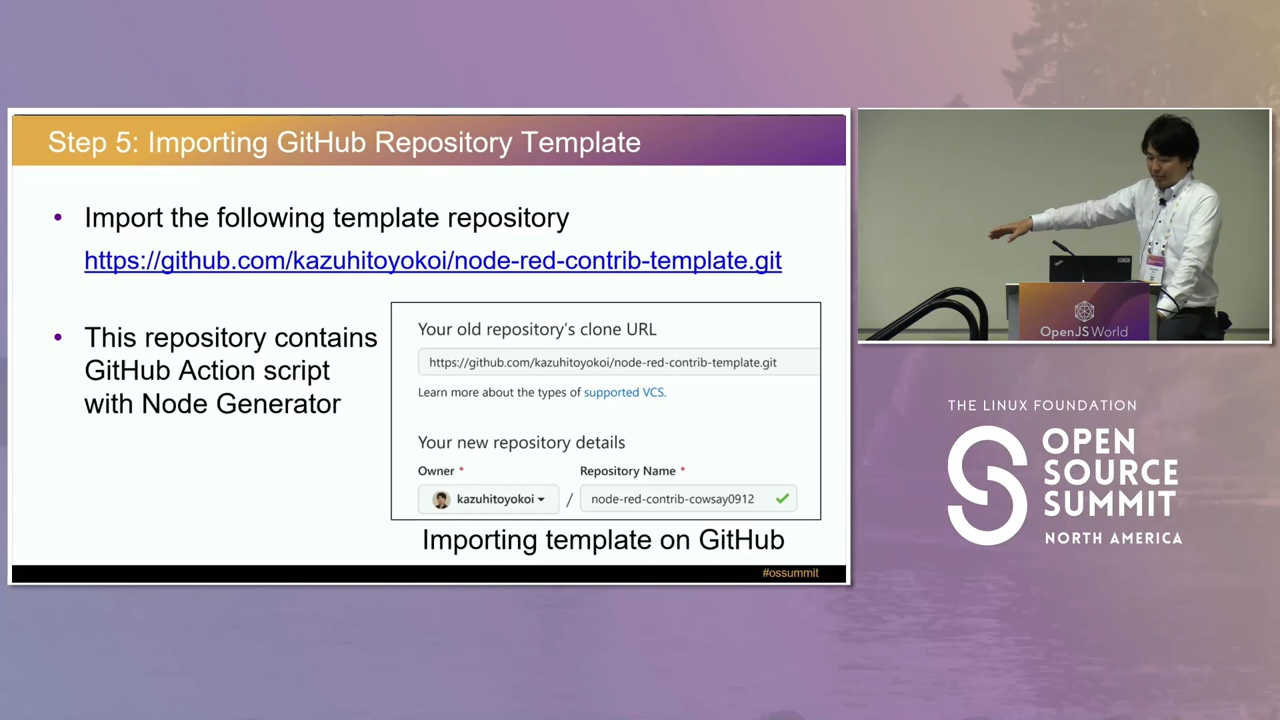 Step 5: Importing GitHub Repository Template
• Import the following template repository
https://github.com/kazuhitoyokoi/node-red-contrib-template.git
• This repository contains
GitHub Action script
with Node Generator
Your old repository's clone URL
https://github.com/kazuhitoyokoi/node-red-contrib-template.git
Learn more about the types of supported VCS.
Your new repository details
Owner * Repository Name *
kazuhitoyokoi / node-red-contrib-cowsay0912
Importing template on GitHub
#ossummit
OpenJS World
THE LINUX FOUNDATION
OPEN
SOURCE
SUMMIT
NORTH AMERICA